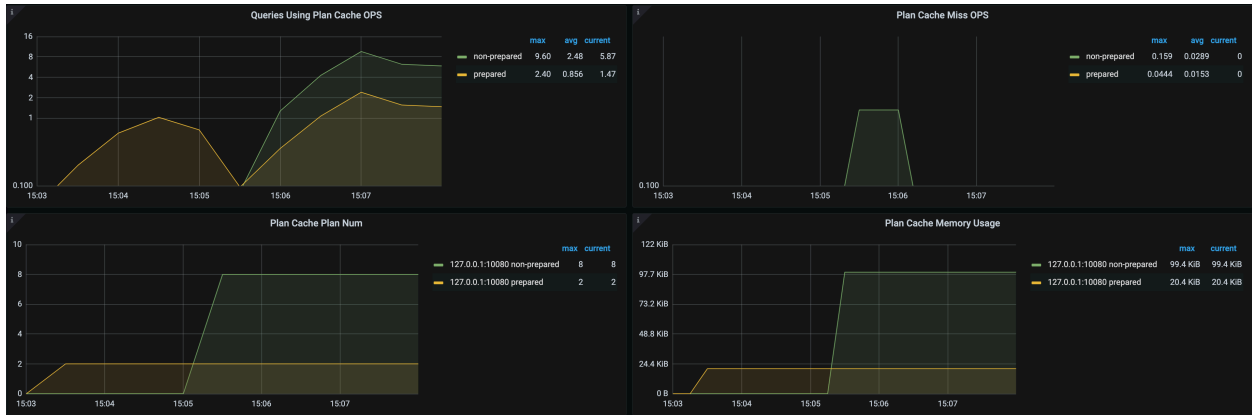 i
Queries Using Plan Cache OPS
max avg current
non-prepared 9.60 2.48 5.87
prepared 2.40 0.856 1.47
16
8
4
2
1
0.100
15:03 15:04 15:05 15:06 15:07
i
Plan Cache Miss OPS
max avg current
non-prepared 0.159 0.0289 0
prepared 0.0444 0.0153 0
0.100
15:03 15:04 15:05 15:06 15:07
i
Plan Cache Plan Num
max current
127.0.0.1:10080 non-prepared 8 8
127.0.0.1:10080 prepared 2 2
10
8
6
4
2
0
15:03 15:04 15:05 15:06 15:07
i
Plan Cache Memory Usage
max current
127.0.0.1:10080 non-prepared 99.4 KiB 99.4 KiB
127.0.0.1:10080 prepared 20.4 KiB 20.4 KiB
122 KiB
97.7 KiB
73.2 KiB
48.8 KiB
24.4 KiB
0 B
15:03 15:04 15:05 15:06 15:07